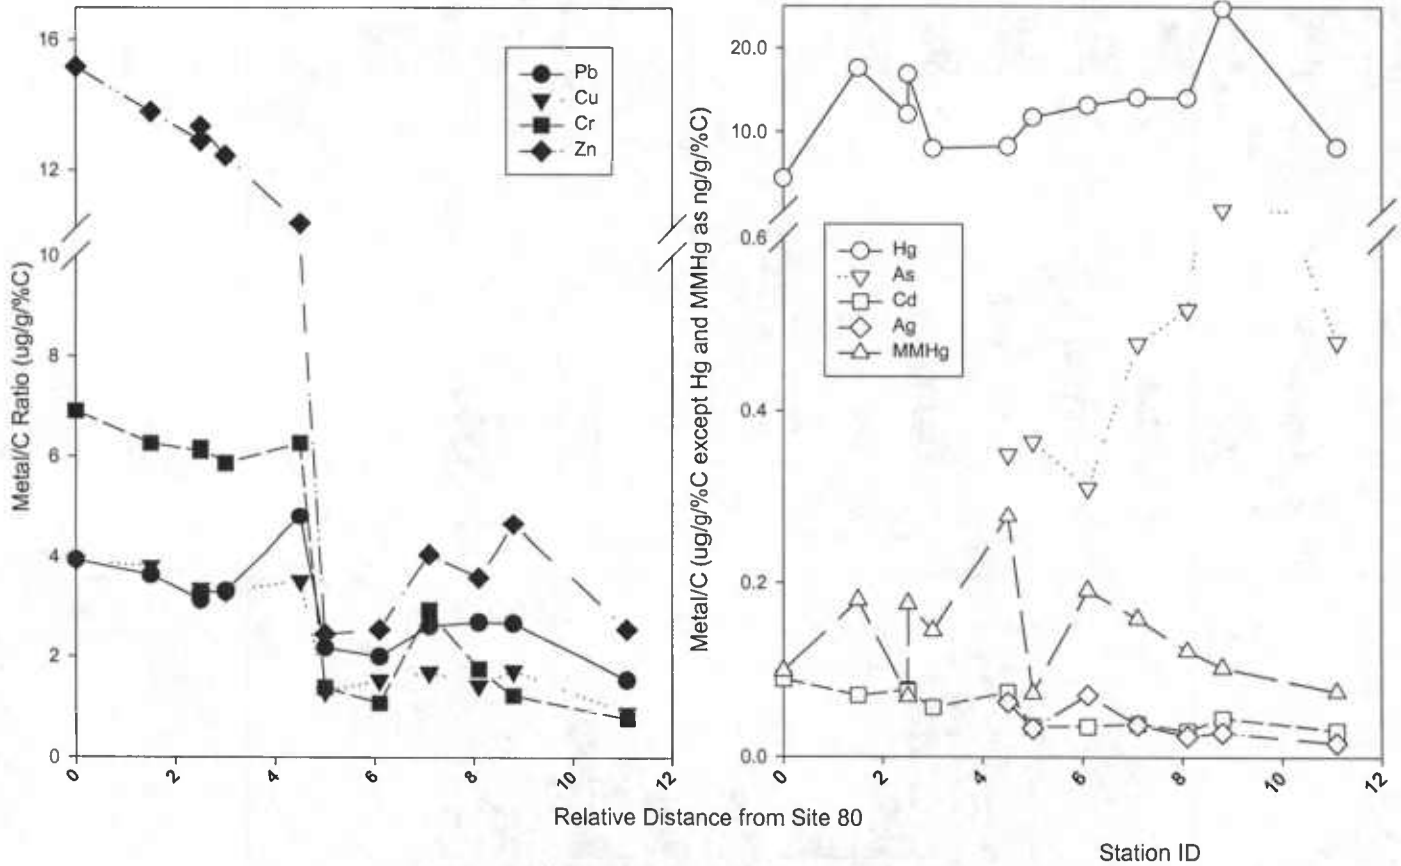 16
12
10
8
6
4
2
0
Metal/C Ratio (ug/g/%C)
Pb
Cu
Cr
Zn
0 2 4 6 8 10 12
20.0
10.0
0.6
0.4
0.2
0.0
Metal/C (ug/g/%C except Hg and MMHg as ng/g/%C)
Hg
As
Cd
Ag
MMHg
0 2 4 6 8 10 12
Relative Distance from Site 80
Station ID